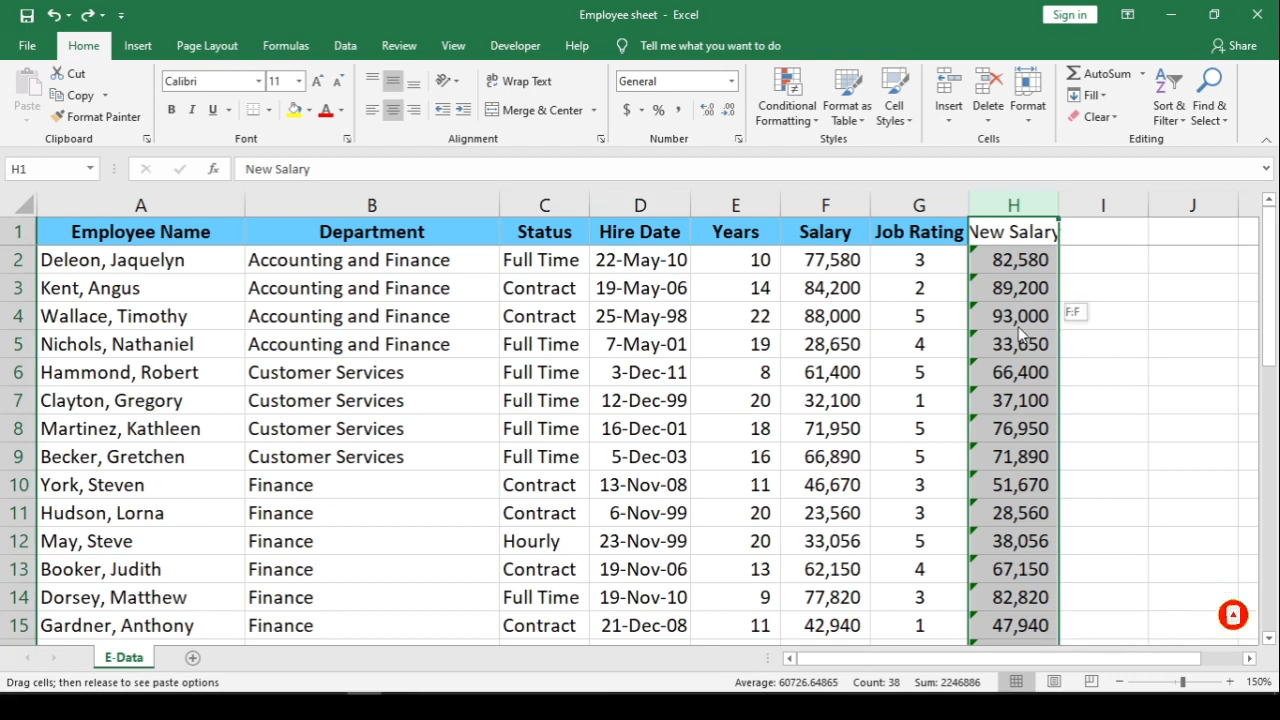 Employee sheet - Excel
Sign in
File Home Insert Page Layout Formulas Data Review View Developer Help Tell me what you want to do Share
Paste
Cut
Copy
Format Painter
Clipboard
Calibri 11
B I U
Font
Wrap Text
Merge & Center
Alignment
General
$ % ,
Number
Conditional Formatting
Format as Table
Cell Styles
Styles
Insert Delete Format
Cells
AutoSum
Fill
Clear
Sort & Filter
Find & Select
Editing
H1 fx New Salary
A B C D E F G H I J
1 Employee Name Department Status Hire Date Years Salary Job Rating New Salary
2 Deleon, Jaquelyn Accounting and Finance Full Time 22-May-10 10 77,580 3 82,580
3 Kent, Angus Accounting and Finance Contract 19-May-06 14 84,200 2 89,200
4 Wallace, Timothy Accounting and Finance Contract 25-May-98 22 88,000 5 93,000 F:F
5 Nichols, Nathaniel Accounting and Finance Full Time 7-May-01 19 28,650 4 33,650
6 Hammond, Robert Customer Services Full Time 3-Dec-11 8 61,400 5 66,400
7 Clayton, Gregory Customer Services Full Time 12-Dec-99 20 32,100 1 37,100
8 Martinez, Kathleen Customer Services Full Time 16-Dec-01 18 71,950 5 76,950
9 Becker, Gretchen Customer Services Full Time 5-Dec-03 16 66,890 5 71,890
10 York, Steven Finance Contract 13-Nov-08 11 46,670 3 51,670
11 Hudson, Lorna Finance Contract 6-Nov-99 20 23,560 3 28,560
12 May, Steve Finance Hourly 23-Nov-99 20 33,056 5 38,056
13 Booker, Judith Finance Contract 19-Nov-06 13 62,150 4 67,150
14 Dorsey, Matthew Finance Full Time 19-Nov-10 9 77,820 3 82,820
15 Gardner, Anthony Finance Contract 21-Dec-08 11 42,940 1 47,940
E-Data
Drag cells; then release to see paste options Average: 60726.64865 Count: 38 Sum: 2246886 150%